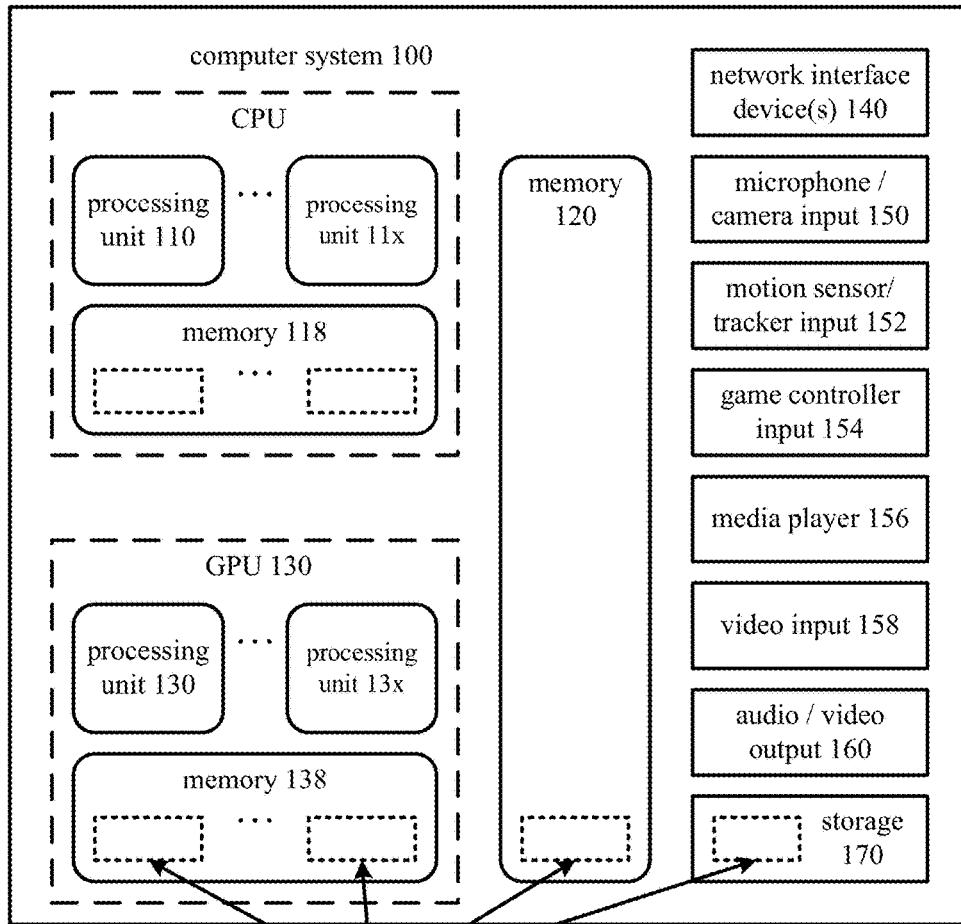 computer system 100
CPU
processing
unit 110
...
processing
unit 11x
memory 118
...
GPU 130
processing
unit 130
...
processing
unit 13x
memory 138
...
memory
120
network interface
device(s) 140
microphone /
camera input 150
motion sensor/
tracker input 152
game controller
input 154
media player 156
video input 158
audio / video
output 160
storage
170